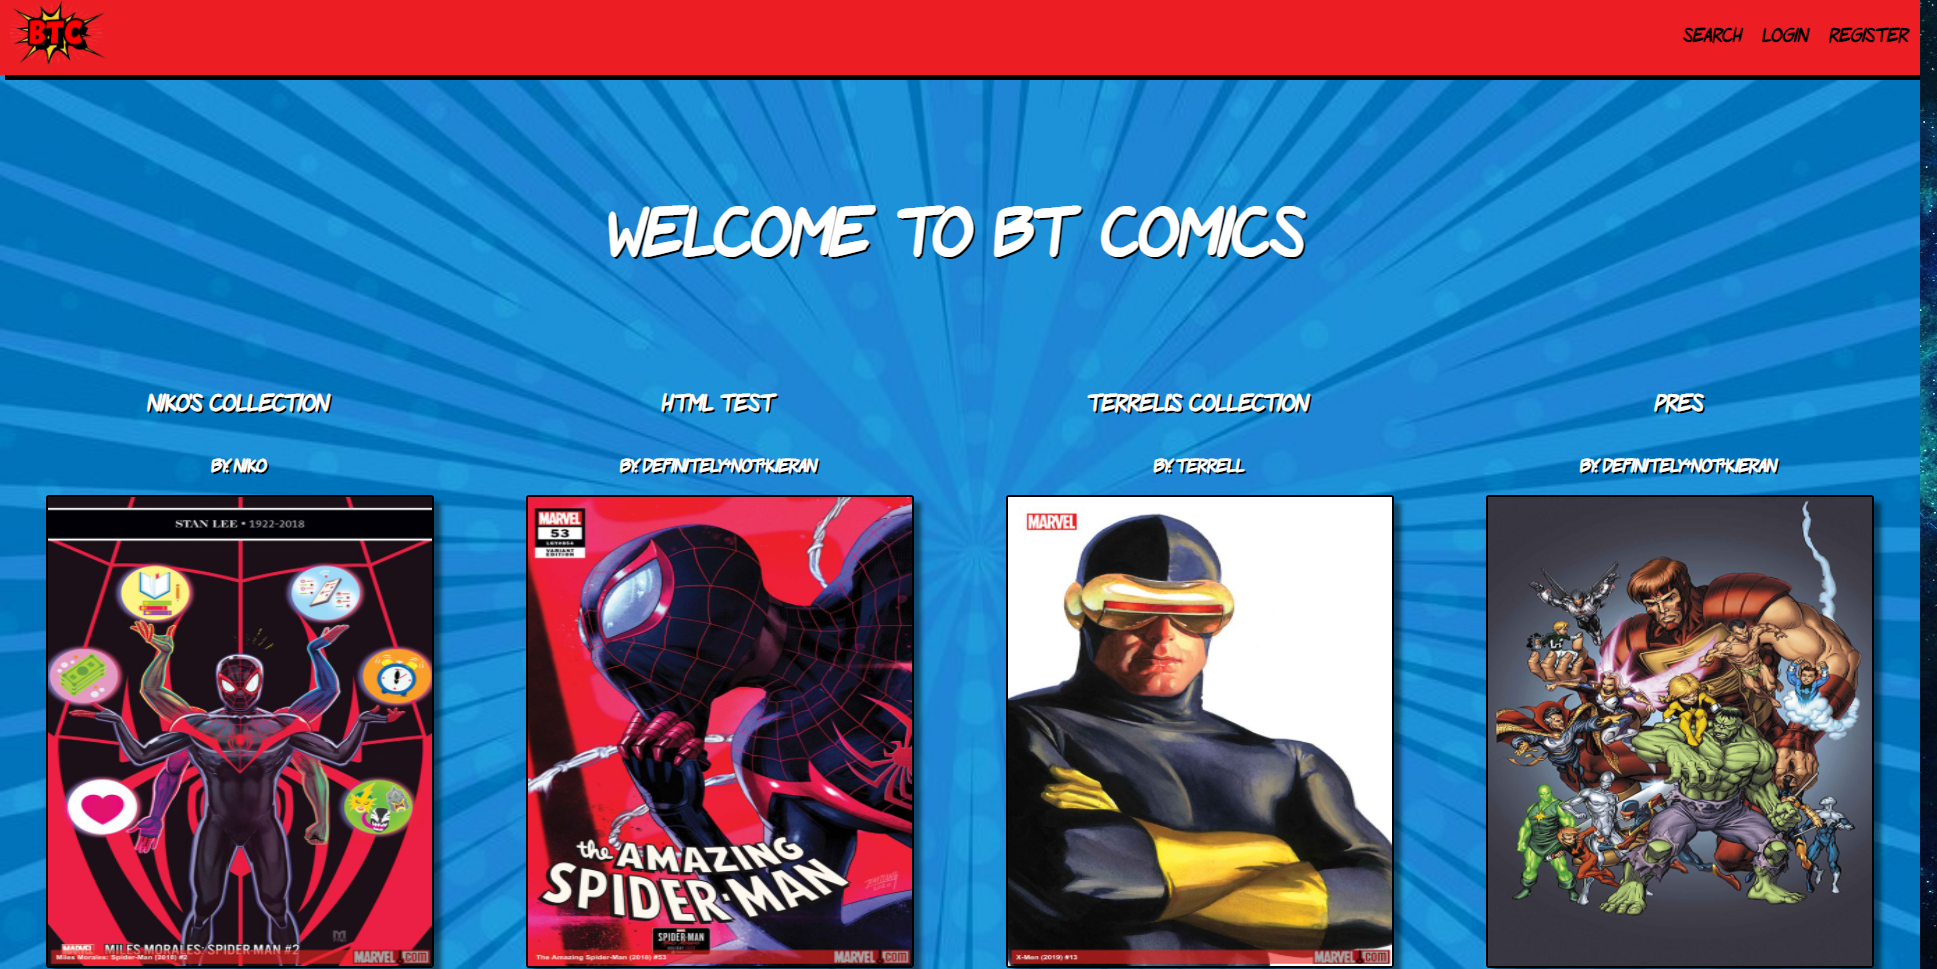 BTC
SEARCH LOGIN REGISTER
WELCOME TO BT COMICS
NIKO'S COLLECTION
BY: NIKO
STAN LEE • 1922-2018
MARVEL MILES MORALES: SPIDER-MAN #2
Miles Morales: Spider-Man (2018) #2
MARVEL.COM
HTML TEST
BY: DEFINITELY*NOT*KIERAN
MARVEL
53
LGY#854
VARIANT
EDITION
the AMAZING
SPIDER-MAN
SPIDER-MAN
The Amazing Spider-Man (2018) #53
MARVEL.COM
TERRELL'S COLLECTION
BY: TERRELL
MARVEL
X-Men (2019) #13
MARVEL.COM
PRES
BY: DEFINITELY*NOT*KIERAN